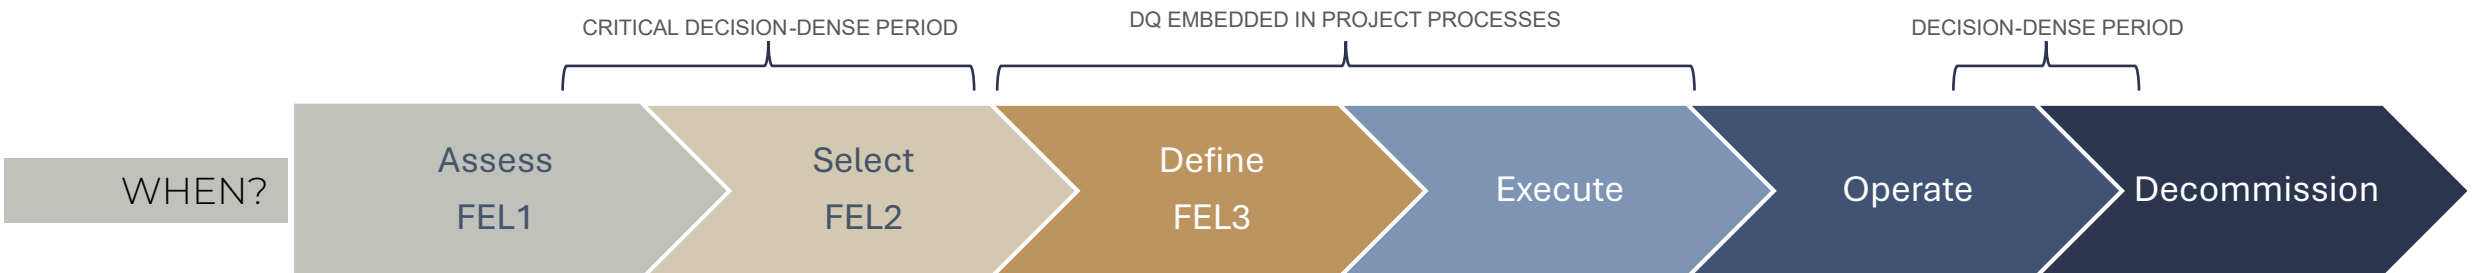 CRITICAL DECISION-DENSE PERIOD
DQ EMBEDDED IN PROJECT PROCESSES
DECISION-DENSE PERIOD
WHEN?
Assess
FEL1
Select
FEL2
Define
FEL3
Execute
Operate
Decommission